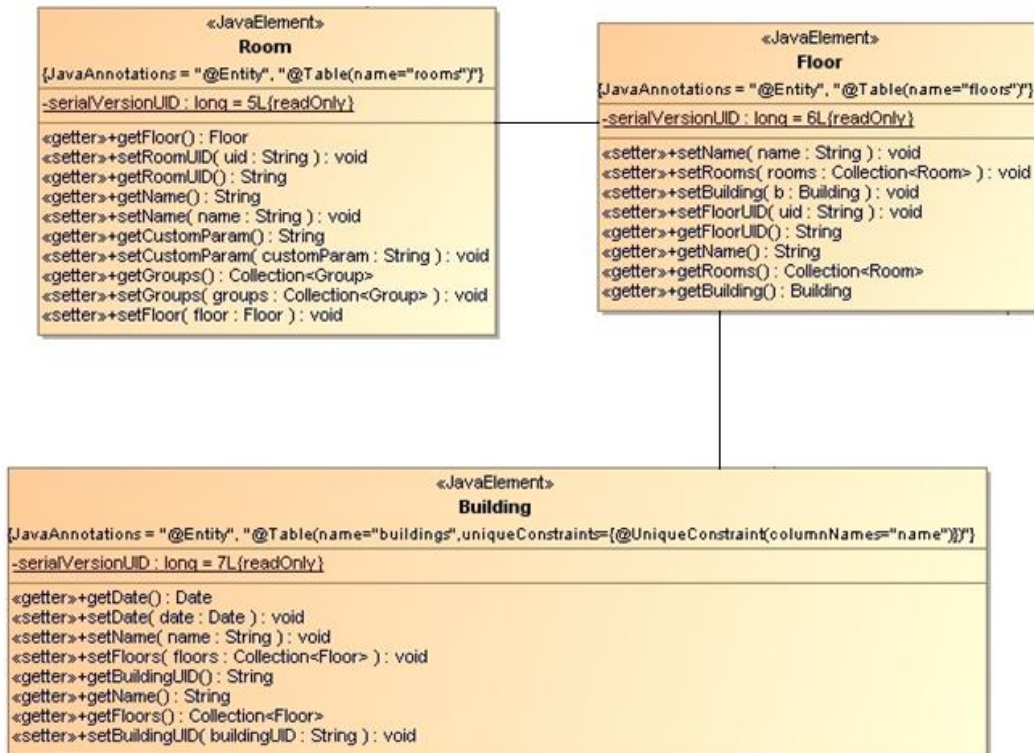 «JavaElement»
Room
{JavaAnnotations = "@Entity", "@Table(name="rooms")"}
-serialVersionUID : long = 5L{readOnly}
«getter»+getFloor() : Floor
«setter»+setRoomUID( uid : String ) : void
«getter»+getRoomUID() : String
«getter»+getName() : String
«setter»+setName( name : String ) : void
«getter»+getCustomParam() : String
«setter»+setCustomParam( customParam : String ) : void
«getter»+getGroups() : Collection<Group>
«setter»+setGroups( groups : Collection<Group> ) : void
«setter»+setFloor( floor : Floor ) : void
«JavaElement»
Floor
{JavaAnnotations = "@Entity", "@Table(name="floors")"}
-serialVersionUID : long = 6L{readOnly}
«setter»+setName( name : String ) : void
«setter»+setRooms( rooms : Collection<Room> ) : void
«setter»+setBuilding( b : Building ) : void
«setter»+setFloorUID( uid : String ) : void
«getter»+getFloorUID() : String
«getter»+getName() : String
«getter»+getRooms() : Collection<Room>
«getter»+getBuilding() : Building
«JavaElement»
Building
{JavaAnnotations = "@Entity", "@Table(name="buildings",uniqueConstraints={@UniqueConstraint(columnNames="name")})"}
-serialVersionUID : long = 7L{readOnly}
«getter»+getDate() : Date
«setter»+setDate( date : Date ) : void
«setter»+setName( name : String ) : void
«setter»+setFloors( floors : Collection<Floor> ) : void
«getter»+getBuildingUID() : String
«getter»+getName() : String
«getter»+getFloors() : Collection<Floor>
«setter»+setBuildingUID( buildingUID : String ) : void